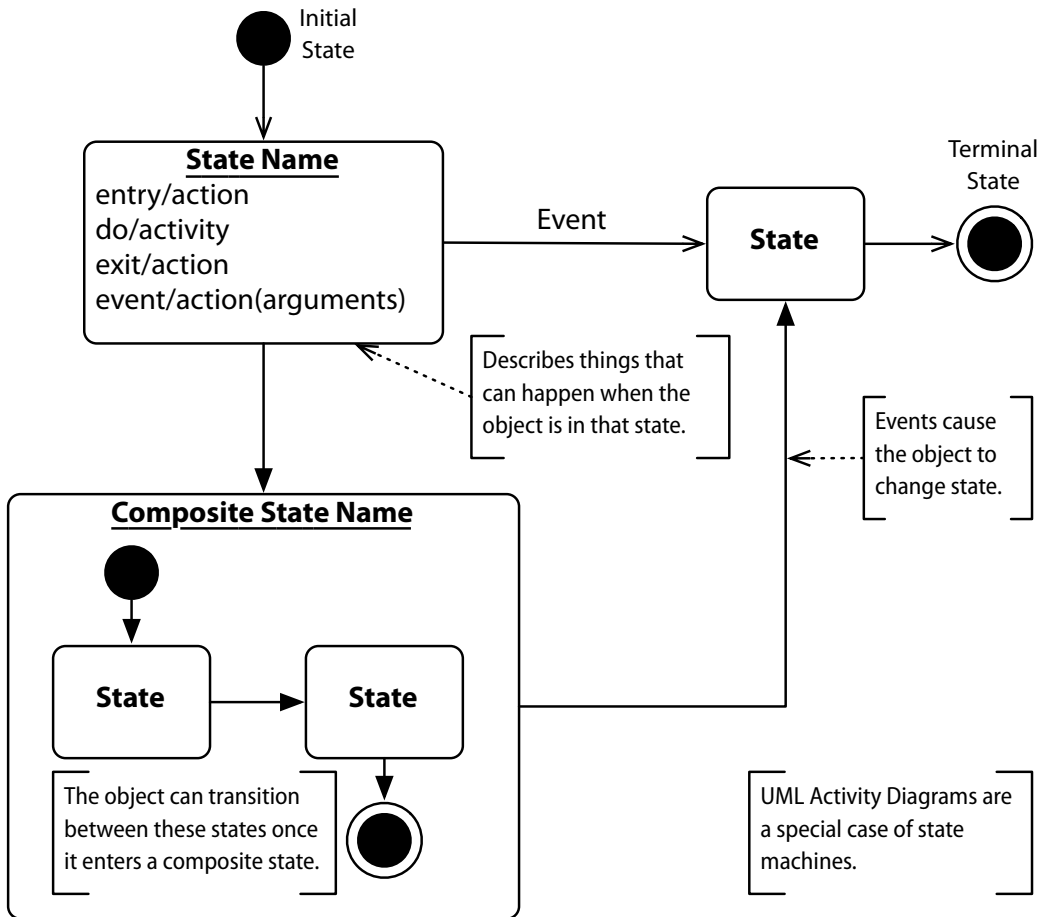 Initial
State
State Name
entry/action
do/activity
exit/action
event/action(arguments)
Event
State
Terminal
State
Describes things that
can happen when the
object is in that state.
Events cause
the object to
change state.
Composite State Name
State
State
The object can transition
between these states once
it enters a composite state.
UML Activity Diagrams are
a special case of state
machines.